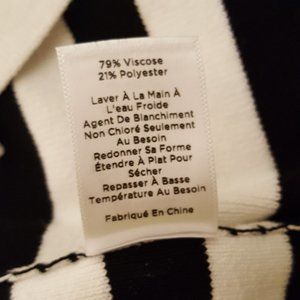 79% Viscose
21% Polyester
Laver À La Main À
L'eau Froide
Agent De Blanchiment
Non Chloré Seulement
Au Besoin
Redonner Sa Forme
Étendre À Plat Pour
Sécher
Repasser À Basse
Température Au Besoin
Fabriqué En Chine